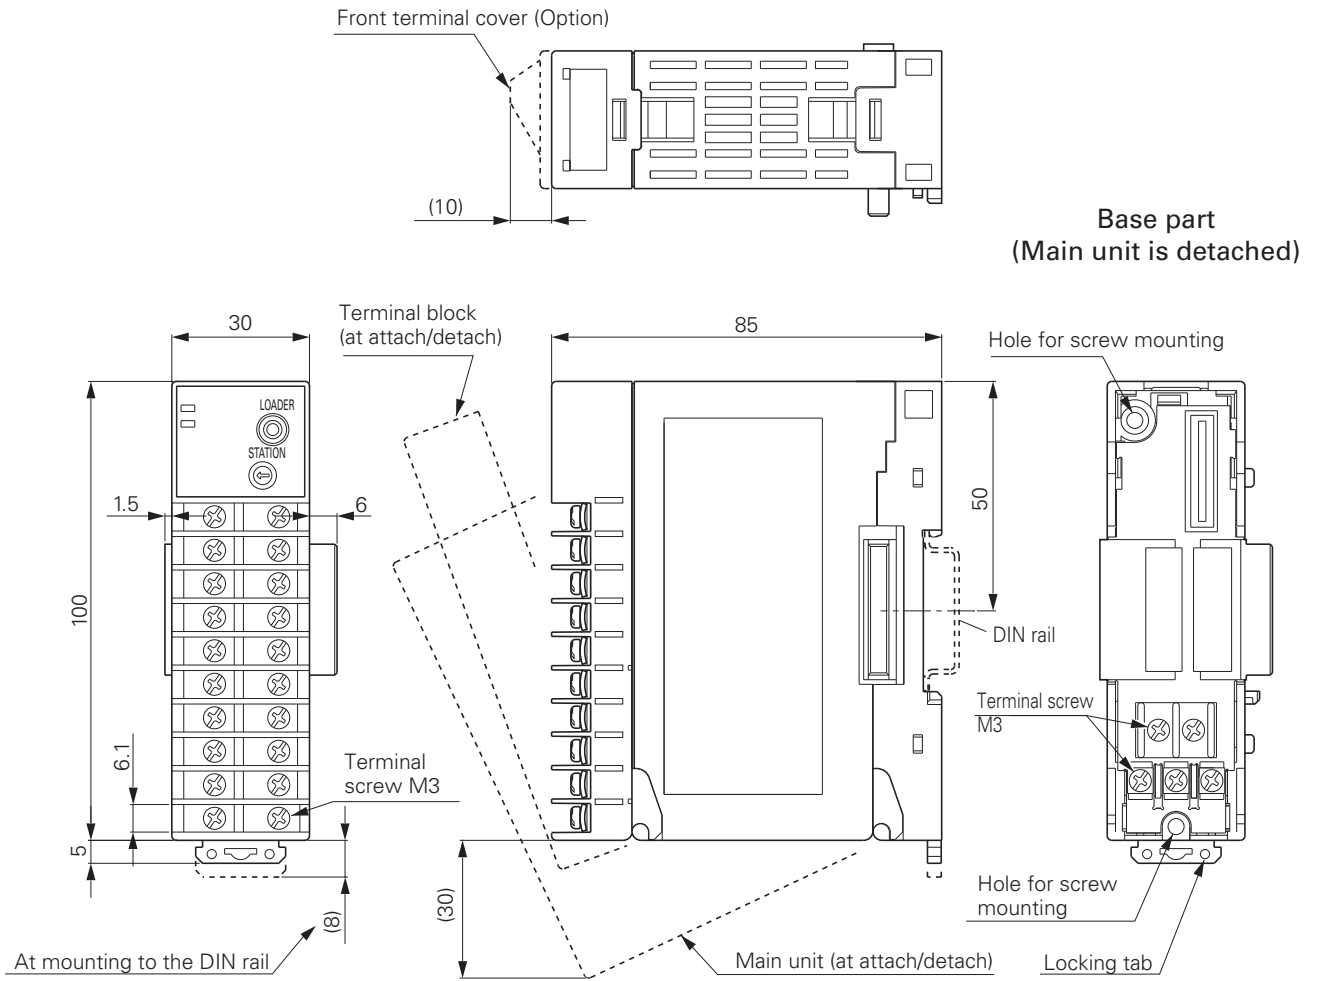 Front terminal cover (Option)
(10)
Base part
(Main unit is detached)
30
Terminal block
(at attach/detach)
85
Hole for screw mounting
LOADER
STATION
1.5
6
50
100
DIN rail
Terminal screw
M3
6.1
Terminal
screw M3
5
(8)
(30)
Hole for screw
mounting
At mounting to the DIN rail
Main unit (at attach/detach)
Locking tab